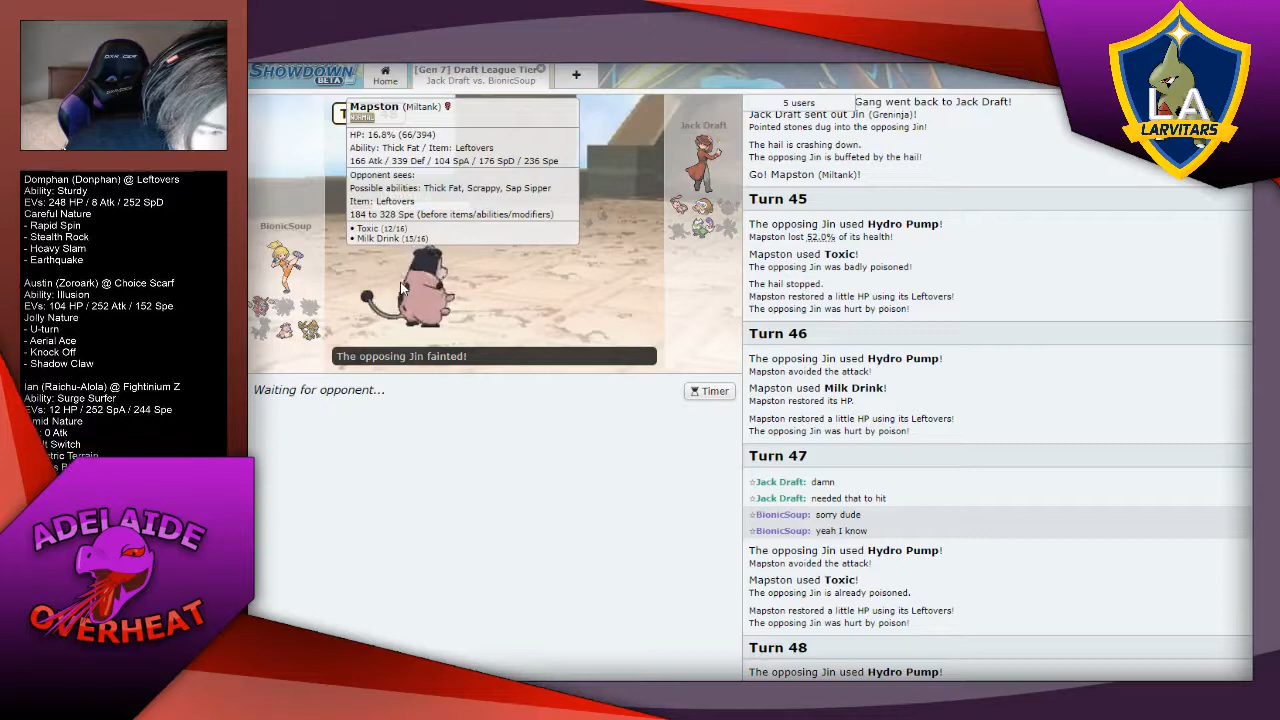 Domphan (Donphan) @ Leftovers
Ability: Sturdy
EVs: 248 HP / 8 Atk / 252 SpD
Careful Nature
- Rapid Spin
- Stealth Rock
- Heavy Slam
- Earthquake
Austin (Zoroark) @ Choice Scarf
Ability: Illusion
EVs: 104 HP / 252 Atk / 152 Spe
Jolly Nature
- U-turn
- Aerial Ace
- Knock Off
- Shadow Claw
Ian (Raichu-Alola) @ Fightinium Z
Ability: Surge Surfer
EVs: 12 HP / 252 SpA / 244 Spe
mid Nature
0 Atk
t Switch
tric Terrain
ADELAIDE
OVERHEAT
SHOWDOWN
BETA
Home
[Gen 7] Draft League Tier
Jack Draft vs. BionicSoup
+
Mapston (Miltank)
NORMAL
HP: 16.8% (66/394)
Ability: Thick Fat / Item: Leftovers
166 Atk / 339 Def / 104 SpA / 176 SpD / 236 Spe
Opponent sees:
Possible abilities: Thick Fat, Scrappy, Sap Sipper
Item: Leftovers
184 to 328 Spe (before items/abilities/modifiers)
• Toxic (12/16)
• Milk Drink (15/16)
T 48
BionicSoup
Jack Draft
The opposing Jin fainted!
Waiting for opponent...
Timer
5 users
Gang went back to Jack Draft!
Jack Draft sent out Jin (Greninja)!
Pointed stones dug into the opposing Jin!
The hail is crashing down.
The opposing Jin is buffeted by the hail!
Go! Mapston (Miltank)!
Turn 45
The opposing Jin used Hydro Pump!
Mapston lost 52.0% of its health!
Mapston used Toxic!
The opposing Jin was badly poisoned!
The hail stopped.
Mapston restored a little HP using its Leftovers!
The opposing Jin was hurt by poison!
Turn 46
The opposing Jin used Hydro Pump!
Mapston avoided the attack!
Mapston used Milk Drink!
Mapston restored its HP.
Mapston restored a little HP using its Leftovers!
The opposing Jin was hurt by poison!
Turn 47
☆Jack Draft: damn
☆Jack Draft: needed that to hit
☆BionicSoup: sorry dude
☆BionicSoup: yeah I know
The opposing Jin used Hydro Pump!
Mapston avoided the attack!
Mapston used Toxic!
The opposing Jin is already poisoned.
Mapston restored a little HP using its Leftovers!
The opposing Jin was hurt by poison!
Turn 48
The opposing Jin used Hydro Pump!
LA
LARVITARS